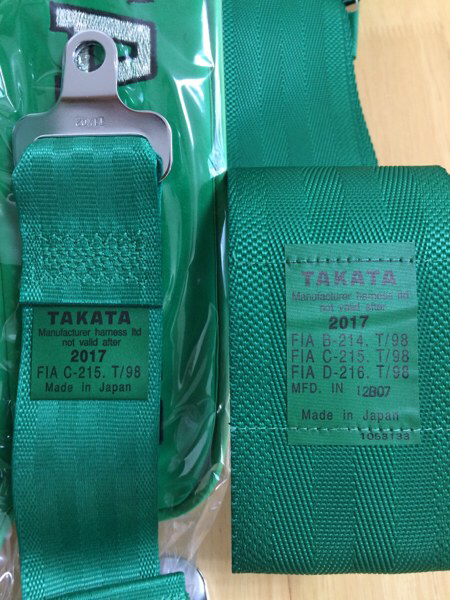 TAKATA
Manufacturer harness ltd
not valid after
2017
FIA C-215. T/98
Made in Japan
TAKATA
Manufacturer harness ltd
not valid after
2017
FIA B-214. T/98
FIA C-215. T/98
FIA D-216. T/98
MFD. IN 12B07
Made in Japan
1053133